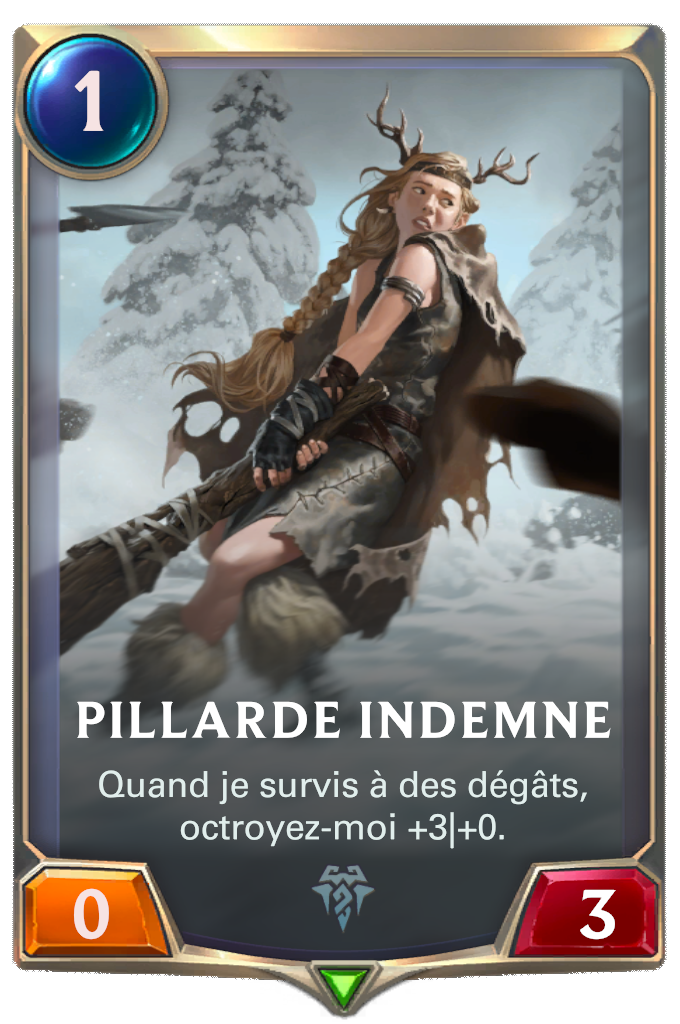 1
PILLARDE INDEMNE
Quand je survis à des dégâts,
octroyez-moi +3|+0.
0
3